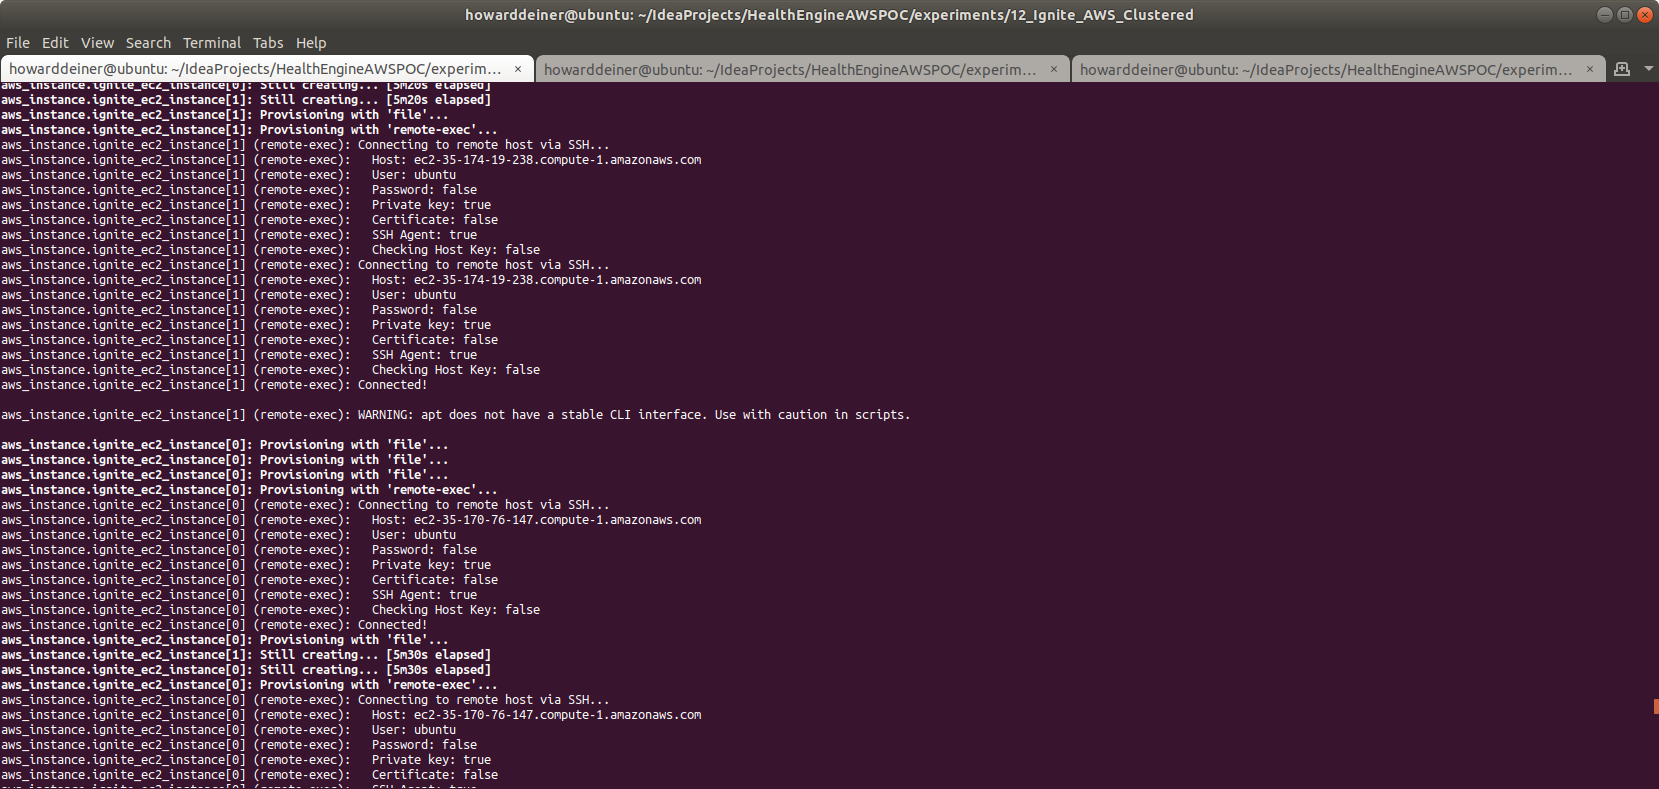 howarddeiner@ubuntu: ~/IdeaProjects/HealthEngineAWSPOC/experiments/12_Ignite_AWS_Clustered
File Edit View Search Terminal Tabs Help
howarddeiner@ubuntu: ~/IdeaProjects/HealthEngineAWSPOC/experim... × howarddeiner@ubuntu: ~/IdeaProjects/HealthEngineAWSPOC/experim... × howarddeiner@ubuntu: ~/IdeaProjects/HealthEngineAWSPOC/experim... ×
aws_instance.ignite_ec2_instance[0]: Still creating... [5m20s elapsed]
aws_instance.ignite_ec2_instance[1]: Still creating... [5m20s elapsed]
aws_instance.ignite_ec2_instance[1]: Provisioning with 'file'...
aws_instance.ignite_ec2_instance[1]: Provisioning with 'remote-exec'...
aws_instance.ignite_ec2_instance[1] (remote-exec): Connecting to remote host via SSH...
aws_instance.ignite_ec2_instance[1] (remote-exec):   Host: ec2-35-174-19-238.compute-1.amazonaws.com
aws_instance.ignite_ec2_instance[1] (remote-exec):   User: ubuntu
aws_instance.ignite_ec2_instance[1] (remote-exec):   Password: false
aws_instance.ignite_ec2_instance[1] (remote-exec):   Private key: true
aws_instance.ignite_ec2_instance[1] (remote-exec):   Certificate: false
aws_instance.ignite_ec2_instance[1] (remote-exec):   SSH Agent: true
aws_instance.ignite_ec2_instance[1] (remote-exec):   Checking Host Key: false
aws_instance.ignite_ec2_instance[1] (remote-exec): Connecting to remote host via SSH...
aws_instance.ignite_ec2_instance[1] (remote-exec):   Host: ec2-35-174-19-238.compute-1.amazonaws.com
aws_instance.ignite_ec2_instance[1] (remote-exec):   User: ubuntu
aws_instance.ignite_ec2_instance[1] (remote-exec):   Password: false
aws_instance.ignite_ec2_instance[1] (remote-exec):   Private key: true
aws_instance.ignite_ec2_instance[1] (remote-exec):   Certificate: false
aws_instance.ignite_ec2_instance[1] (remote-exec):   SSH Agent: true
aws_instance.ignite_ec2_instance[1] (remote-exec):   Checking Host Key: false
aws_instance.ignite_ec2_instance[1] (remote-exec): Connected!
aws_instance.ignite_ec2_instance[1] (remote-exec): WARNING: apt does not have a stable CLI interface. Use with caution in scripts.
aws_instance.ignite_ec2_instance[0]: Provisioning with 'file'...
aws_instance.ignite_ec2_instance[0]: Provisioning with 'file'...
aws_instance.ignite_ec2_instance[0]: Provisioning with 'file'...
aws_instance.ignite_ec2_instance[0]: Provisioning with 'remote-exec'...
aws_instance.ignite_ec2_instance[0] (remote-exec): Connecting to remote host via SSH...
aws_instance.ignite_ec2_instance[0] (remote-exec):   Host: ec2-35-170-76-147.compute-1.amazonaws.com
aws_instance.ignite_ec2_instance[0] (remote-exec):   User: ubuntu
aws_instance.ignite_ec2_instance[0] (remote-exec):   Password: false
aws_instance.ignite_ec2_instance[0] (remote-exec):   Private key: true
aws_instance.ignite_ec2_instance[0] (remote-exec):   Certificate: false
aws_instance.ignite_ec2_instance[0] (remote-exec):   SSH Agent: true
aws_instance.ignite_ec2_instance[0] (remote-exec):   Checking Host Key: false
aws_instance.ignite_ec2_instance[0] (remote-exec): Connected!
aws_instance.ignite_ec2_instance[0]: Provisioning with 'file'...
aws_instance.ignite_ec2_instance[1]: Still creating... [5m30s elapsed]
aws_instance.ignite_ec2_instance[0]: Still creating... [5m30s elapsed]
aws_instance.ignite_ec2_instance[0]: Provisioning with 'remote-exec'...
aws_instance.ignite_ec2_instance[0] (remote-exec): Connecting to remote host via SSH...
aws_instance.ignite_ec2_instance[0] (remote-exec):   Host: ec2-35-170-76-147.compute-1.amazonaws.com
aws_instance.ignite_ec2_instance[0] (remote-exec):   User: ubuntu
aws_instance.ignite_ec2_instance[0] (remote-exec):   Password: false
aws_instance.ignite_ec2_instance[0] (remote-exec):   Private key: true
aws_instance.ignite_ec2_instance[0] (remote-exec):   Certificate: false